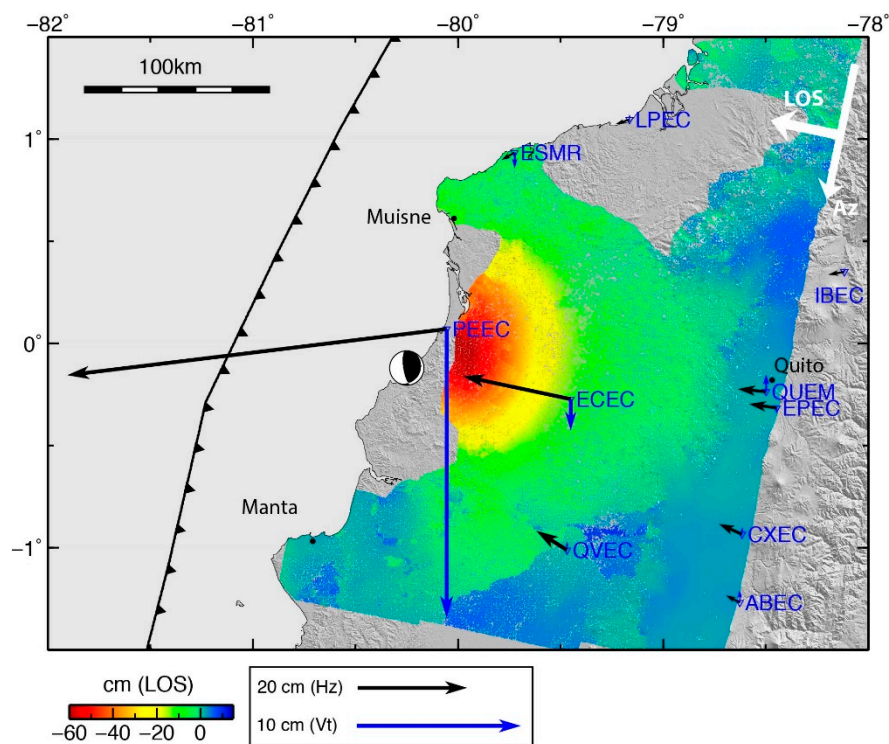 −82 −81 −80 −79 −78
100km
LOS
LPEC
1°
ESMR
Az
Muisne
IBEC
PEEC
0°
Quito
QUEM
ECEC
EPEC
Manta
CXEC
−1°
QVEC
ABEC
cm (LOS)
20 cm (Hz)
10 cm (Vt)
−60 −40 −20 0